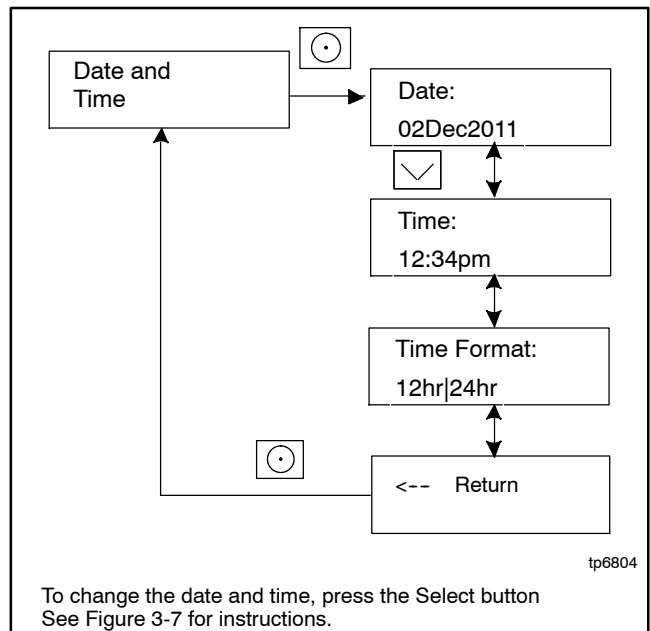 Date and
Time
Date:
02Dec2011
Time:
12:34pm
Time Format:
12hr|24hr
<-- Return
tp6804
To change the date and time, press the Select button
See Figure 3-7 for instructions.